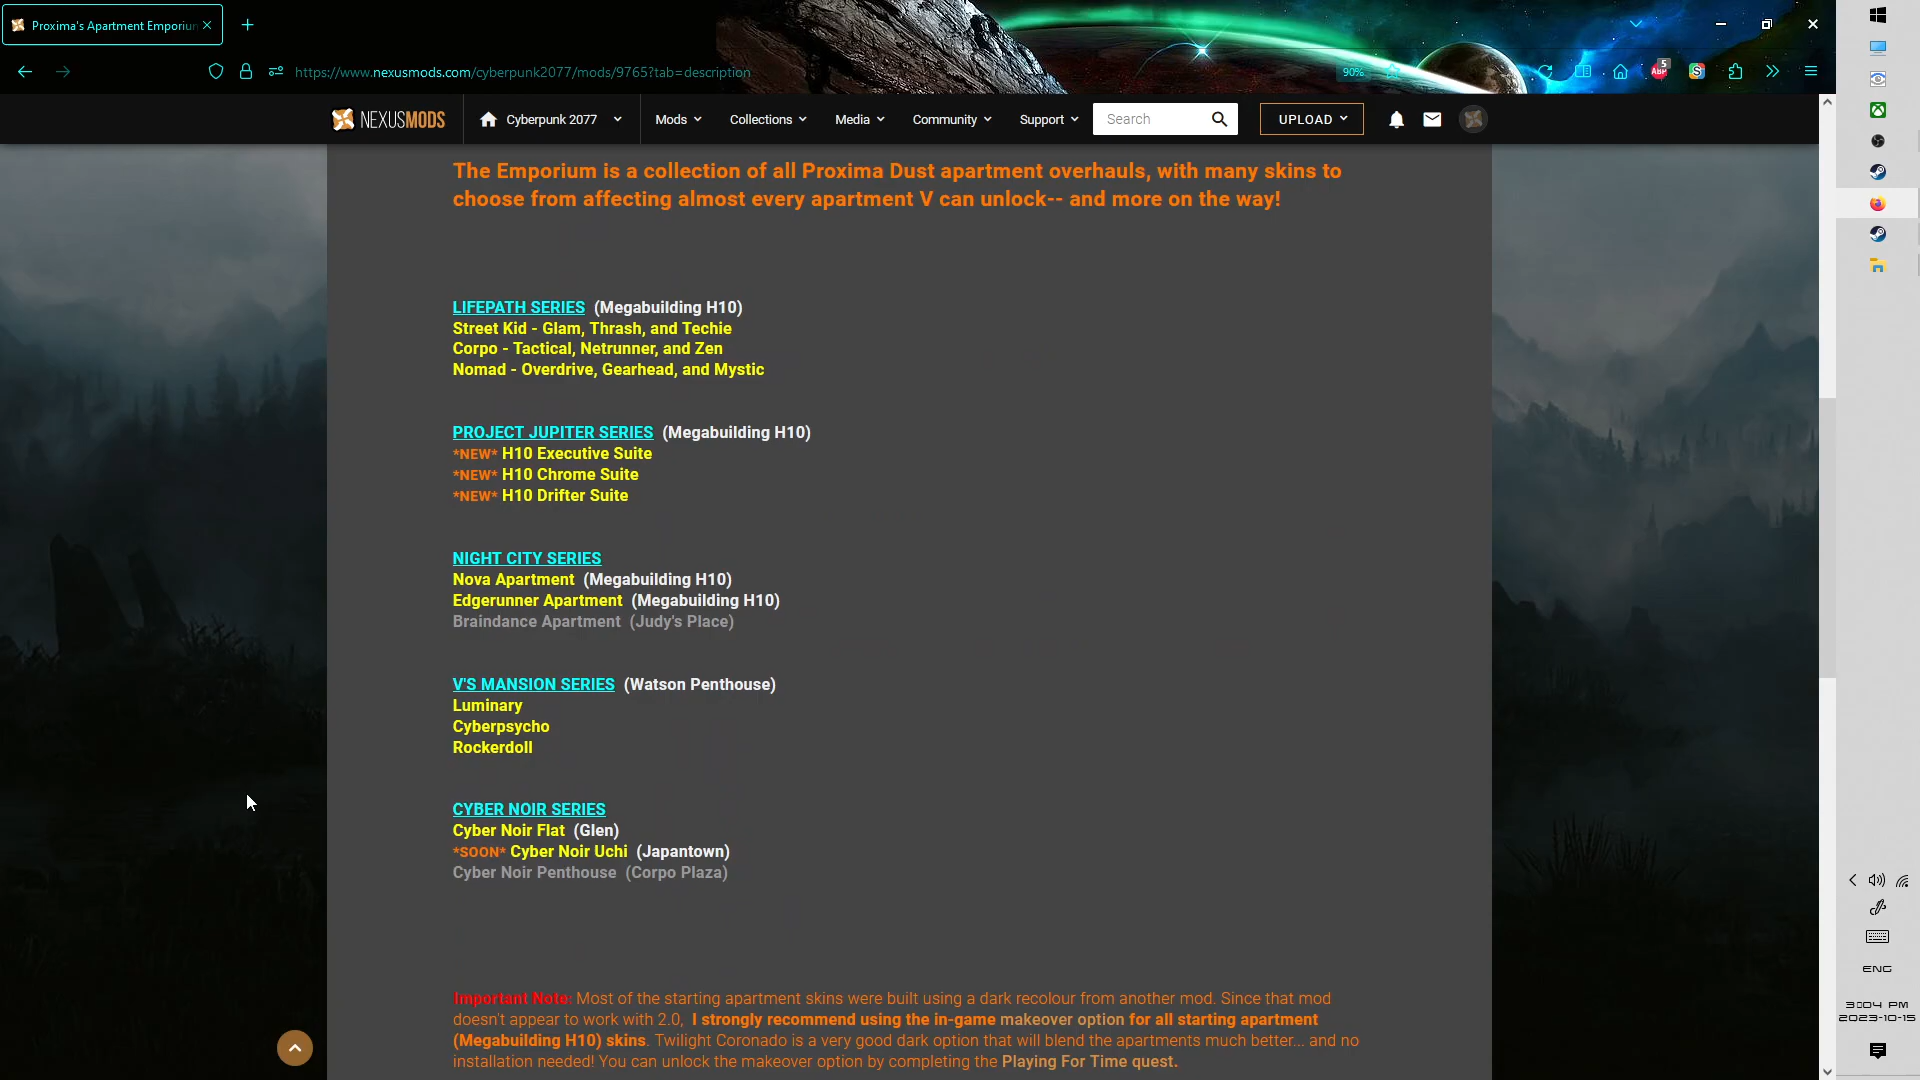 Proxima's Apartment Emporiu
https://www.nexusmods.com/cyberpunk2077/mods/9765?tab=description
90%
5
ABP
S
NEXUSMODS
Cyberpunk 2077
Mods
Collections
Media
Community
Support
Search
UPLOAD
The Emporium is a collection of all Proxima Dust apartment overhauls, with many skins to
choose from affecting almost every apartment V can unlock-- and more on the way!
LIFEPATH SERIES (Megabuilding H10)
Street Kid - Glam, Thrash, and Techie
Corpo - Tactical, Netrunner, and Zen
Nomad - Overdrive, Gearhead, and Mystic
PROJECT JUPITER SERIES (Megabuilding H10)
*NEW* H10 Executive Suite
*NEW* H10 Chrome Suite
*NEW* H10 Drifter Suite
NIGHT CITY SERIES
Nova Apartment (Megabuilding H10)
Edgerunner Apartment (Megabuilding H10)
Braindance Apartment (Judy's Place)
V'S MANSION SERIES (Watson Penthouse)
Luminary
Cyberpsycho
Rockerdoll
CYBER NOIR SERIES
Cyber Noir Flat (Glen)
*SOON* Cyber Noir Uchi (Japantown)
Cyber Noir Penthouse (Corpo Plaza)
Important Note: Most of the starting apartment skins were built using a dark recolour from another mod. Since that mod
doesn't appear to work with 2.0, I strongly recommend using the in-game makeover option for all starting apartment
(Megabuilding H10) skins. Twilight Coronado is a very good dark option that will blend the apartments much better... and no
installation needed! You can unlock the makeover option by completing the Playing For Time quest.
ENG
3:04 PM
2023-10-15